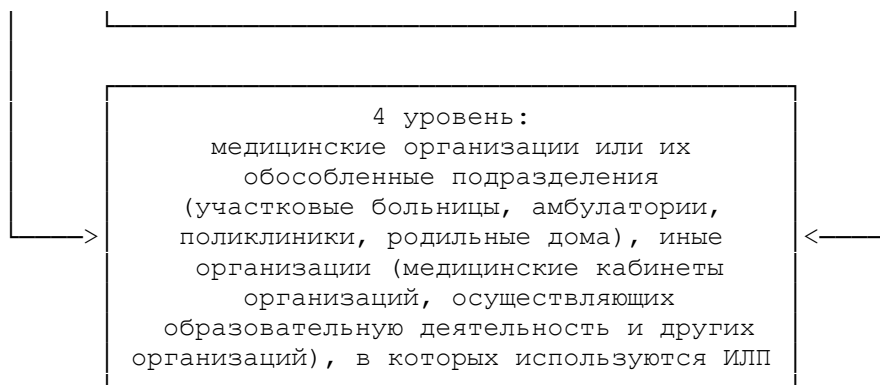 4 уровень:
медицинские организации или их
обособленные подразделения
(участковые больницы, амбулатории,
поликлиники, родильные дома), иные
организации (медицинские кабинеты
организаций, осуществляющих
образовательную деятельность и других
организаций), в которых используются ИЛП